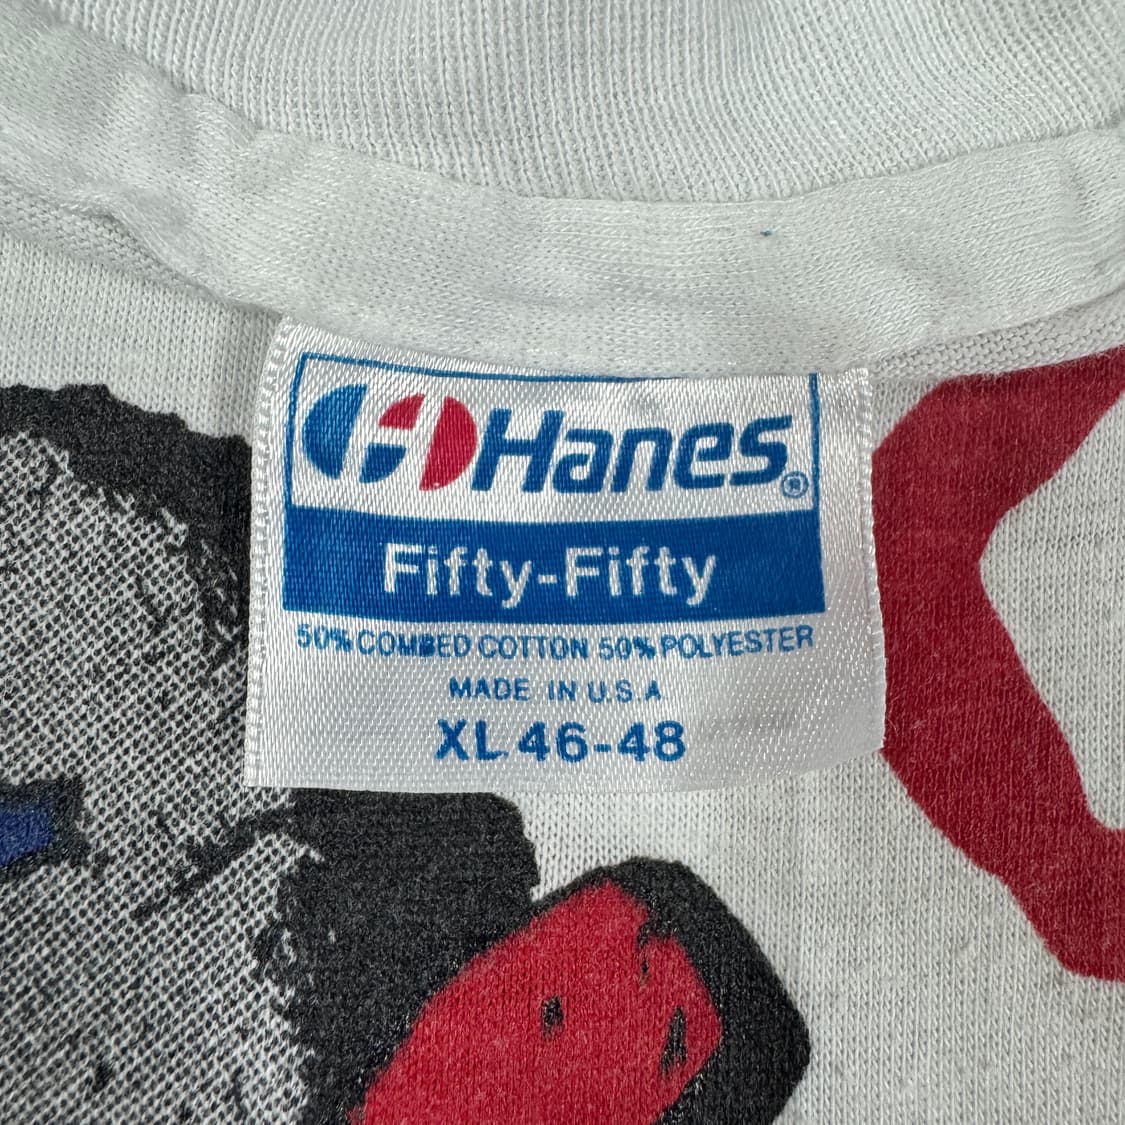 Hanes®
Fifty-Fifty
50% COMBED COTTON 50% POLYESTER
MADE IN U.S.A
XL 46-48